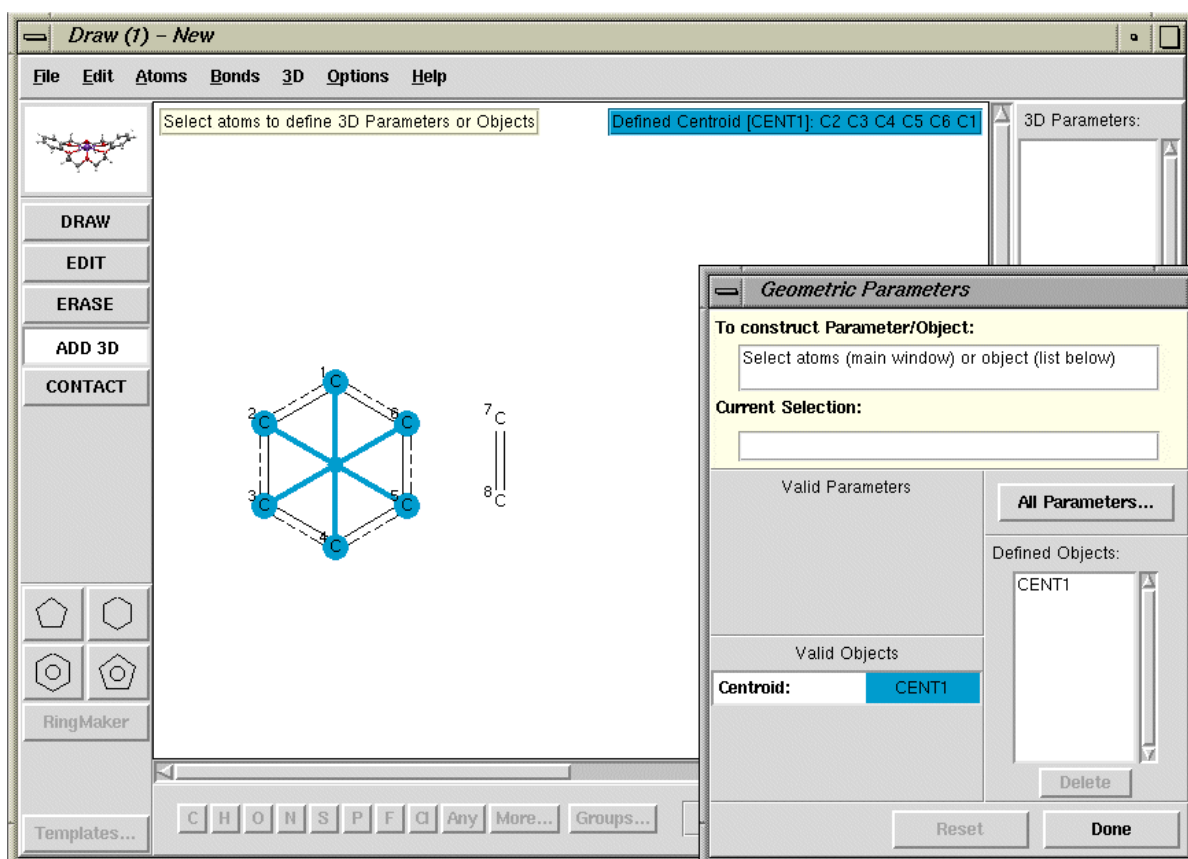 Draw (1) – New
File Edit Atoms Bonds 3D Options Help
Select atoms to define 3D Parameters or Objects
Defined Centroid [CENT1]: C2 C3 C4 C5 C6 C1
3D Parameters:
DRAW
EDIT
ERASE
ADD 3D
CONTACT
1
C
2
C
6
C
3
C
5
C
4
C
7
C
8
C
RingMaker
Templates...
C H O N S P F Cl Any More... Groups...
Geometric Parameters
To construct Parameter/Object:
Select atoms (main window) or object (list below)
Current Selection:
Valid Parameters
All Parameters...
Defined Objects:
CENT1
Valid Objects
Centroid: CENT1
Delete
Reset
Done